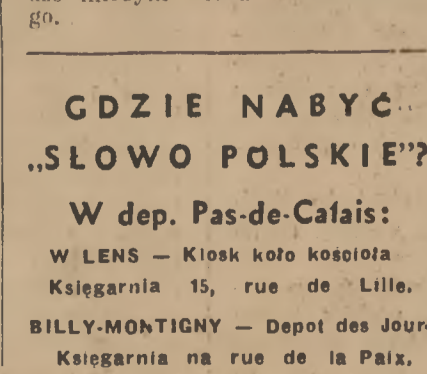 go.
GDZIE NABYĆ
„SŁOWO POLSKIE"?
W dep. Pas-de-Calais:
W LENS — Kiosk koło kościoła
Księgarnia 15, rue de Lille.
BILLY-MONTIGNY — Depot des Jour-
Księgarnia na rue de la Paix.